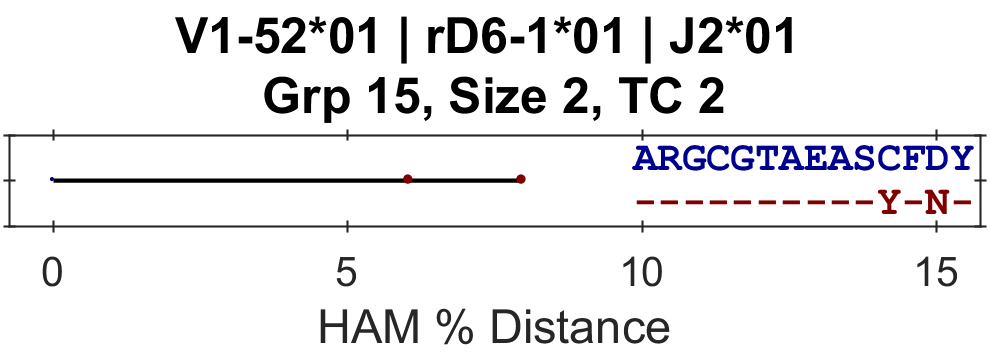 V1-52*01 | rD6-1*01 | J2*01
Grp 15, Size 2, TC 2
ARGCGTAEASCFDY
----------Y-N-
0 5 10 15
HAM % Distance